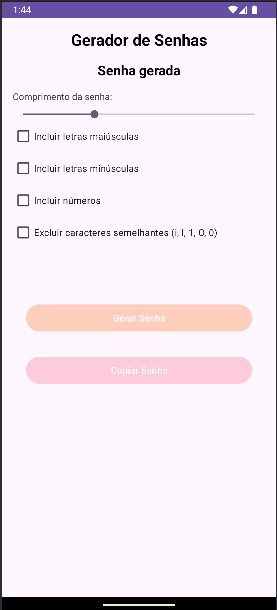 1:44
Gerador de Senhas
Senha gerada
Comprimento da senha:
Incluir letras maiúsculas
Incluir letras minúsculas
Incluir números
Excluir caracteres semelhantes (i, l, 1, O, 0)
Gerar Senha
Copiar Senha